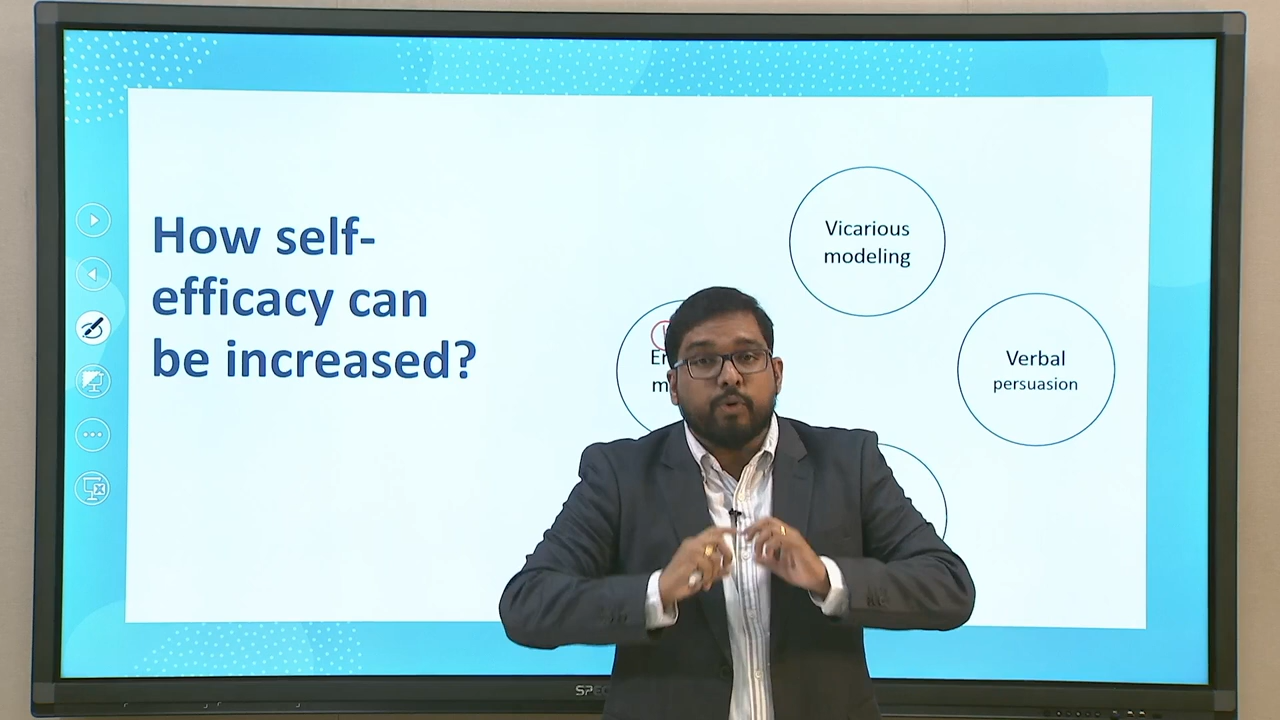 How self-
efficacy can
be increased?
Vicarious
modeling
Verbal
persuasion